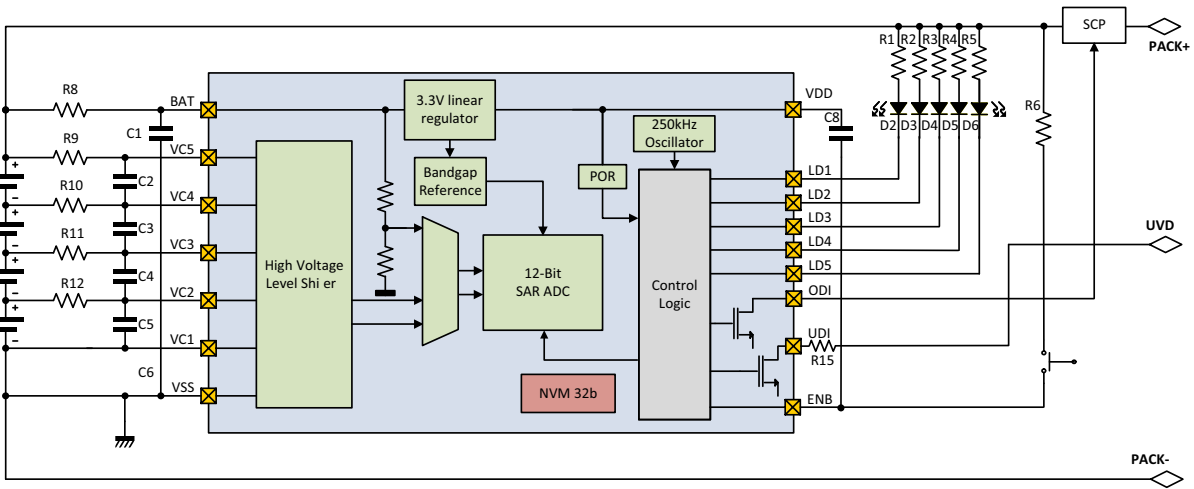 SCP
PACK+
R1 R2 R3 R4 R5
R8
BAT
3.3V linear
regulator
VDD
R6
C1
C8
250kHz
Oscillator
D2 D3 D4 D5 D6
R9
VC5
Bandgap
Reference
POR
LD1
+
C2
R10
VC4
LD2
−
+
C3
LD3
UVD
R11
VC3
LD4
−
+
High Voltage
Level Shi er
12-Bit
SAR ADC
Control
Logic
C4
LD5
R12
VC2
ODI
−
+
C5
UDI
VC1
−
R15
C6
VSS
NVM 32b
ENB
PACK-